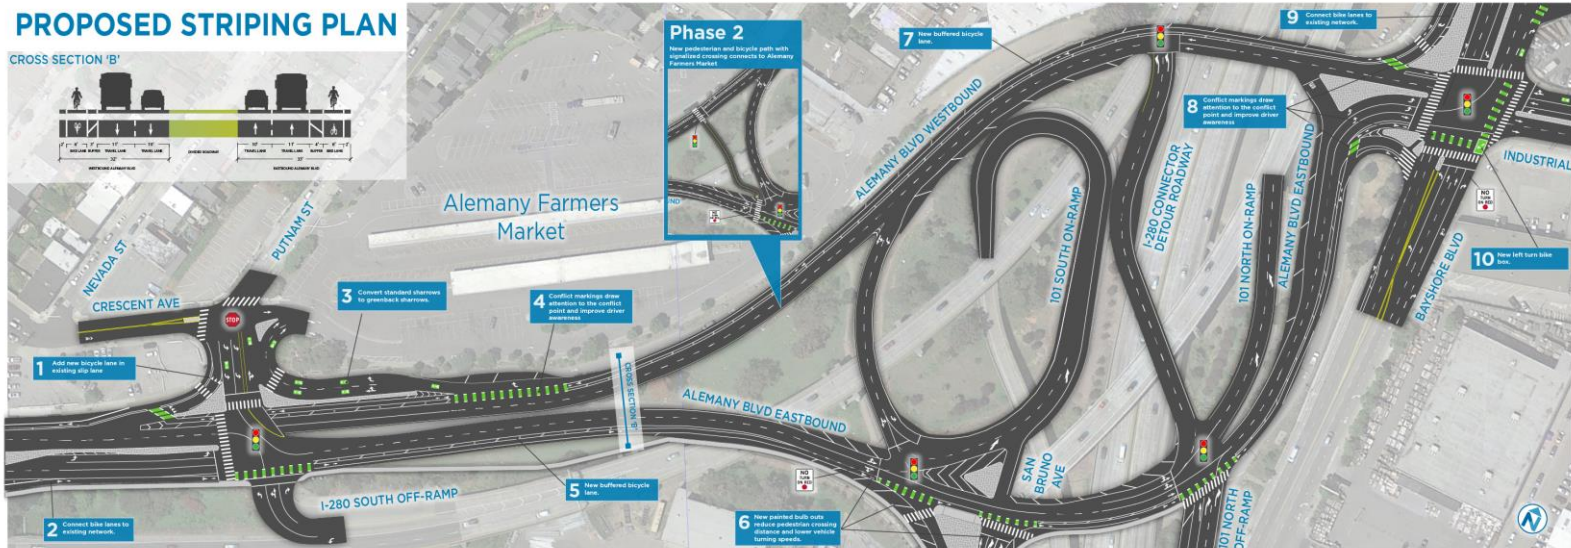 PROPOSED STRIPING PLAN
CROSS SECTION 'B'
Phase 2
New pedesterian and bicycle path with
signalized crossing connects to Alemany
Farmers Market
7 New buffered bicycle
lane.
9 Connect bike lanes to
existing network.
8 Conflict markings draw
attention to the conflict
point and improve driver
awareness
INDUSTRIAL
NO
TURN
ON RED
10 New left turn bike
box.
BAYSHORE BLVD
ALEMANY BLVD WESTBOUND
Alemany Farmers
Market
NEVADA ST
PUTNAM ST
CRESCENT AVE
STOP
3 Convert standard sharrows
to greenback sharrows.
4 Conflict markings draw
attention to the conflict
point and improve driver
awareness
1 Add new bicycle lane in
existing slip lane
CROSS SECTION 'B'
ALEMANY BLVD EASTBOUND
101 SOUTH ON-RAMP
I-280 CONNECTOR
DETOUR ROADWAY
101 NORTH ON-RAMP
ALEMANY BLVD EASTBOUND
SAN
BRUNO
AVE
NO
TURN
ON RED
I-280 SOUTH OFF-RAMP
5 New buffered bicycle
lane.
2 Connect bike lanes to
existing network.
6 New painted bulb outs
reduce pedestrian crossing
distance and lower vehicle
turning speeds.
101 NORTH
OFF-RAMP
N